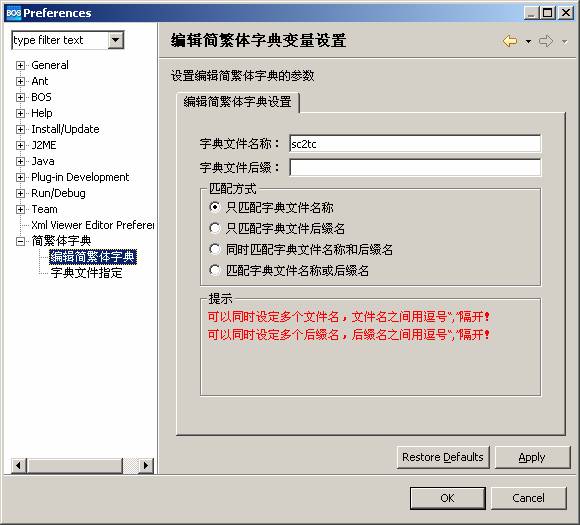 BOS Preferences
type filter text
General
Ant
BOS
Help
Install/Update
J2ME
Java
Plug-in Development
Run/Debug
Team
Xml Viewer Editor Preferer
简繁体字典
编辑简繁体字典
字典文件指定
编辑简繁体字典变量设置
设置编辑简繁体字典的参数
编辑简繁体字典设置
字典文件名称： sc2tc
字典文件后缀：
匹配方式
只匹配字典文件名称
只匹配字典文件后缀名
同时匹配字典文件名称和后缀名
匹配字典文件名称或后缀名
提示
可以同时设定多个文件名，文件名之间用逗号“,”隔开！
可以同时设定多个后缀名，后缀名之间用逗号“,”隔开！
Restore Defaults Apply
OK Cancel